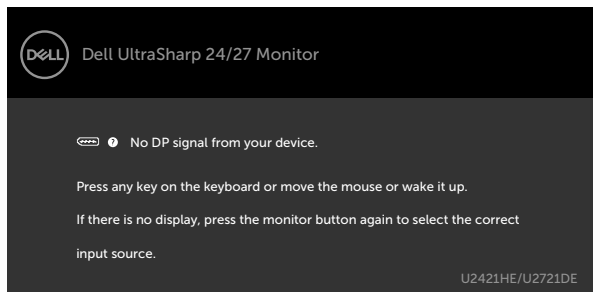 DELL Dell UltraSharp 24/27 Monitor
? No DP signal from your device.
Press any key on the keyboard or move the mouse or wake it up.
If there is no display, press the monitor button again to select the correct
input source.
U2421HE/U2721DE